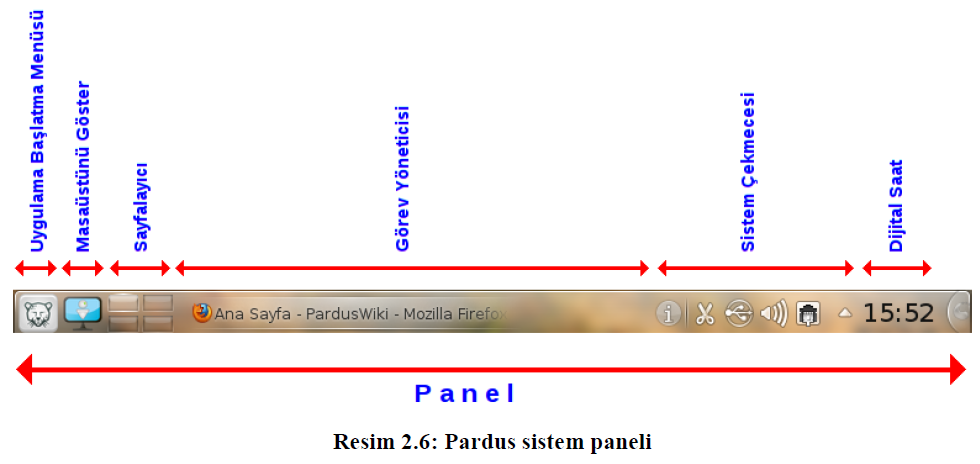 Uygulama Başlatma Menüsü
Masaüstünü Göster
Sayfalayıcı
Görev Yöneticisi
Sistem Çekmecesi
Dijital Saat
Ana Sayfa - PardusWiki - Mozilla Firefox
15:52
Panel
Resim 2.6: Pardus sistem paneli